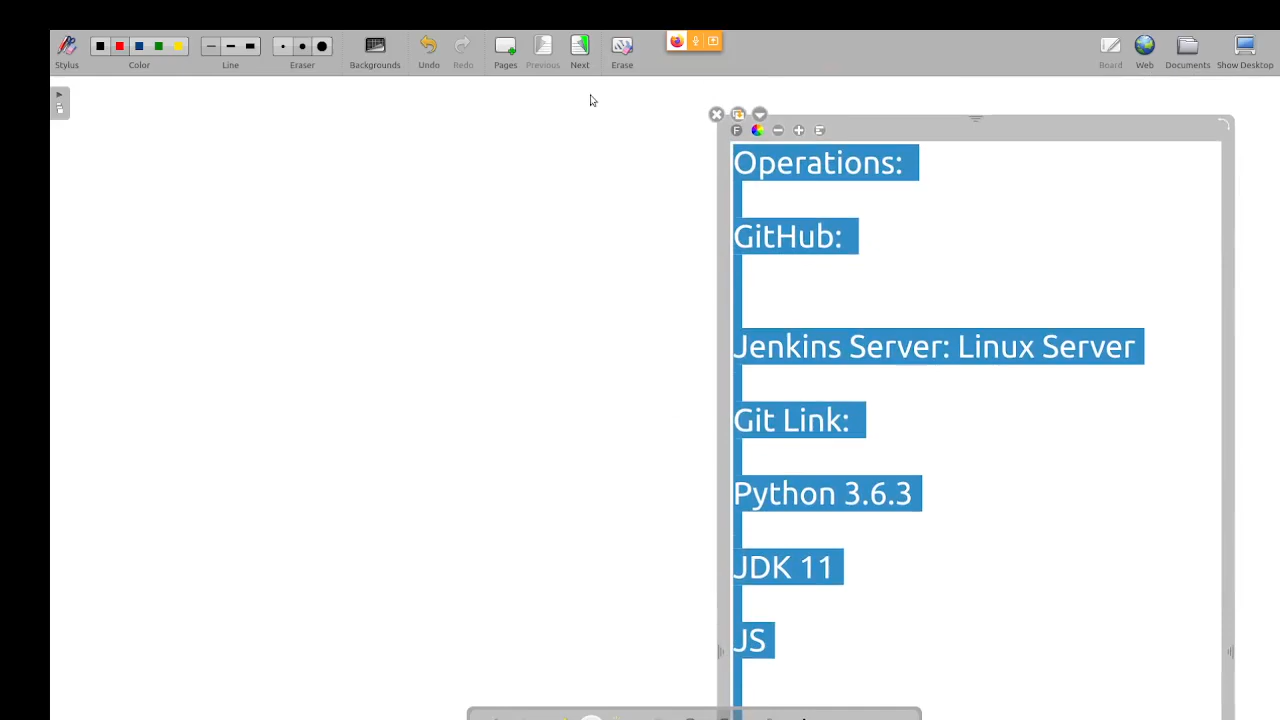 Stylus
Color
Line
Eraser
Backgrounds
Undo
Redo
Pages
Previous
Next
Erase
Board
Web
Documents
Show Desktop
F
Operations:
GitHub:
Jenkins Server: Linux Server
Git Link:
Python 3.6.3
JDK 11
JS